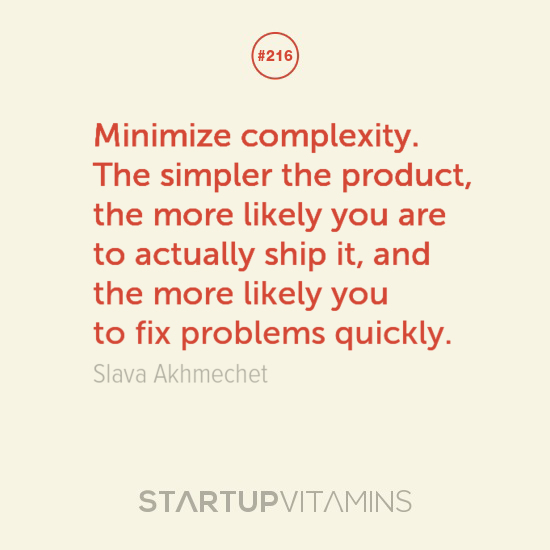 #216
Minimize complexity.
The simpler the product,
the more likely you are
to actually ship it, and
the more likely you
to fix problems quickly.
Slava Akhmechet
STARTUPVITAMINS